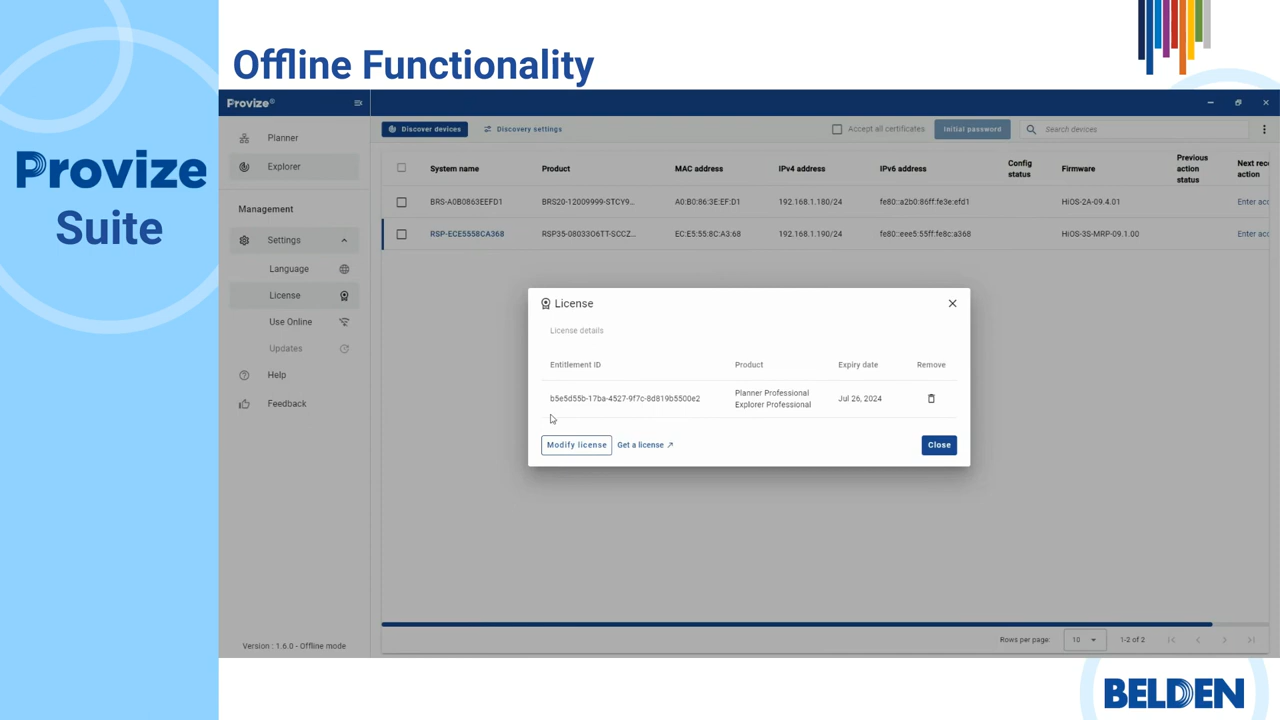 Offline Functionality
Provize
Suite
Provize®
Planner
Explorer
Management
Settings
Language
License
Use Online
Updates
Help
Feedback
Version : 1.6.0 - Offline mode
Discover devices
Discovery settings
Accept all certificates
Initial password
Search devices
System name Product MAC address IPv4 address IPv6 address Config status Firmware Previous action status Next reco action
BRS-A0B0863EEFD1 BRS20-12009999-STCY9... A0:B0:86:3E:EF:D1 192.168.1.180/24 fe80::a2b0:86ff:fe3e:efd1 HiOS-2A-09.4.01 Enter acc
RSP-ECE5558CA368 RSP35-08033O6TT-SCCZ... EC:E5:55:8C:A3:68 192.168.1.190/24 fe80::eee5:55ff:fe8c:a368 HiOS-3S-MRP-09.1.00 Enter acc
License
License details
Entitlement ID Product Expiry date Remove
b5e5d55b-17ba-4527-9f7c-8d819b5500e2 Planner Professional Jul 26, 2024
Explorer Professional
Modify license Get a license Close
Rows per page: 10 1-2 of 2
BELDEN